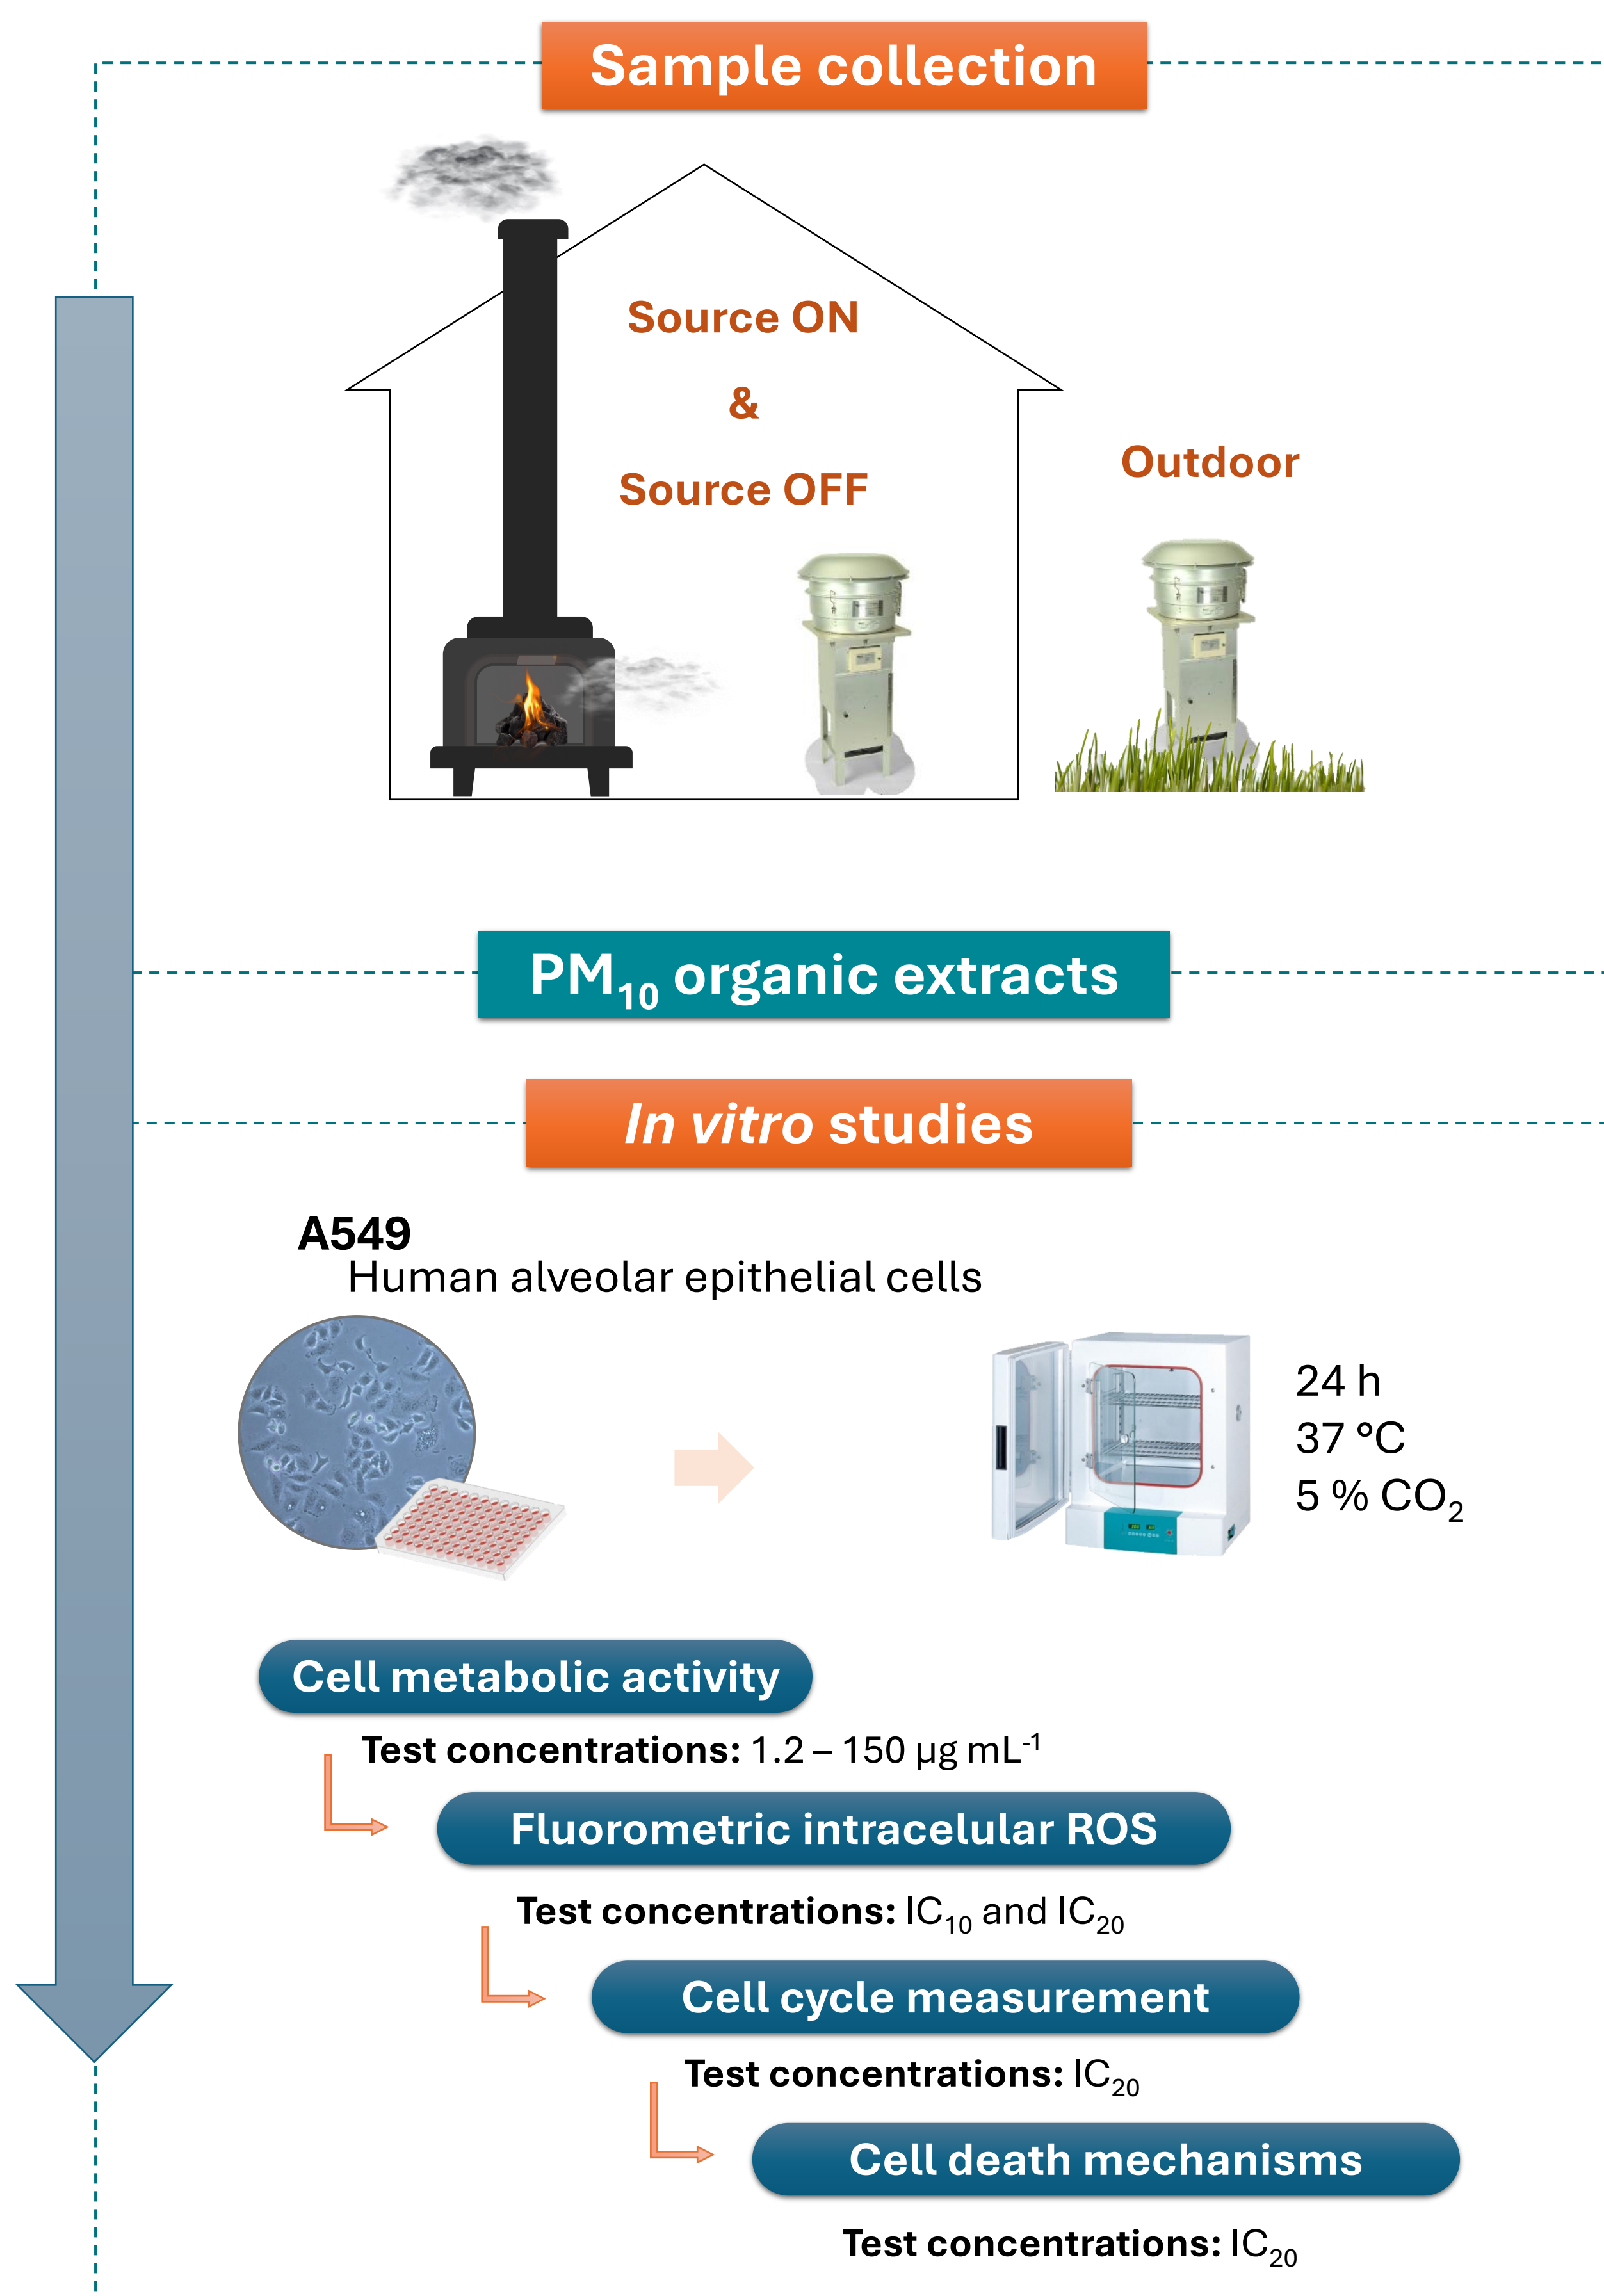 Sample collection
Source ON
&
Source OFF
Outdoor
PM₁₀ organic extracts
In vitro studies
A549
Human alveolar epithelial cells
24 h
37 °C
5 % CO₂
Cell metabolic activity
Test concentrations: 1.2 – 150 µg mL⁻¹
Fluorometric intracelular ROS
Test concentrations: IC₁₀ and IC₂₀
Cell cycle measurement
Test concentrations: IC₂₀
Cell death mechanisms
Test concentrations: IC₂₀